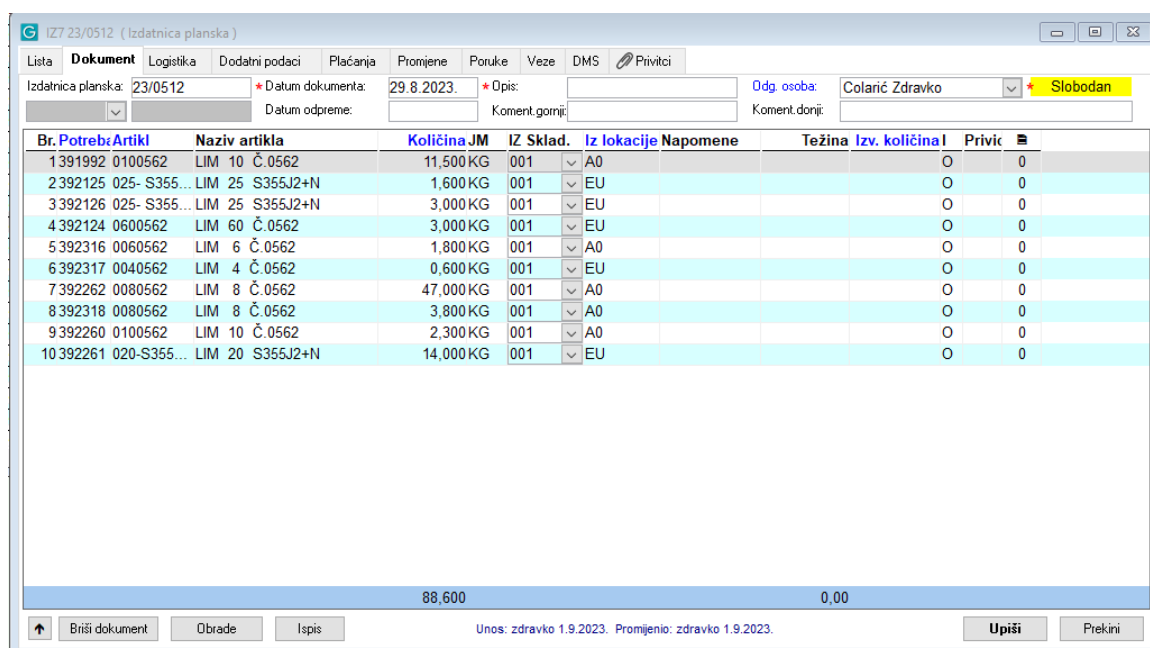 G IZ7 23/0512 ( Izdatnica planska )
Lista Dokument Logistika Dodatni podaci Plaćanja Promjene Poruke Veze DMS Privitci
Izdatnica planska: 23/0512 * Datum dokumenta: 29.8.2023. * Opis: Odg. osoba: Colarić Zdravko * Slobodan
Datum odpreme: Koment.gornji: Koment.donji:
Br. Potreba Artikl Naziv artikla Količina JM IZ Sklad. Iz lokacije Napomene Težina Izv. količina I Privic
1 391992 0100562 LIM 10 Č.0562 11,500 KG 001 A0 O 0
2 392125 025- S355... LIM 25 S355J2+N 1,600 KG 001 EU O 0
3 392126 025- S355... LIM 25 S355J2+N 3,000 KG 001 EU O 0
4 392124 0600562 LIM 60 Č.0562 3,000 KG 001 EU O 0
5 392316 0060562 LIM 6 Č.0562 1,800 KG 001 A0 O 0
6 392317 0040562 LIM 4 Č.0562 0,600 KG 001 EU O 0
7 392262 0080562 LIM 8 Č.0562 47,000 KG 001 A0 O 0
8 392318 0080562 LIM 8 Č.0562 3,800 KG 001 A0 O 0
9 392260 0100562 LIM 10 Č.0562 2,300 KG 001 A0 O 0
10 392261 020-S355... LIM 20 S355J2+N 14,000 KG 001 EU O 0
88,600 0,00
Briši dokument Obrade Ispis Unos: zdravko 1.9.2023. Promijenio: zdravko 1.9.2023. Upiši Prekini